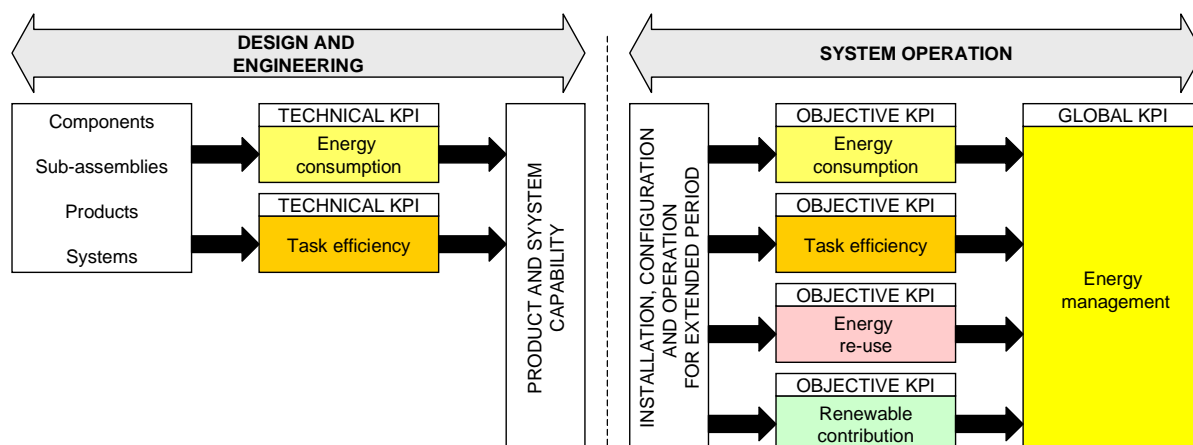 DESIGN AND
ENGINEERING
SYSTEM OPERATION
Components
Sub-assemblies
Products
Systems
TECHNICAL KPI
Energy
consumption
TECHNICAL KPI
Task efficiency
PRODUCT AND SYYSTEM
CAPABILITY
INSTALLATION, CONFIGURATION
AND OPERATION
FOR EXTENDED PERIOD
OBJECTIVE KPI
Energy
consumption
OBJECTIVE KPI
Task efficiency
OBJECTIVE KPI
Energy
re-use
OBJECTIVE KPI
Renewable
contribution
GLOBAL KPI
Energy
management